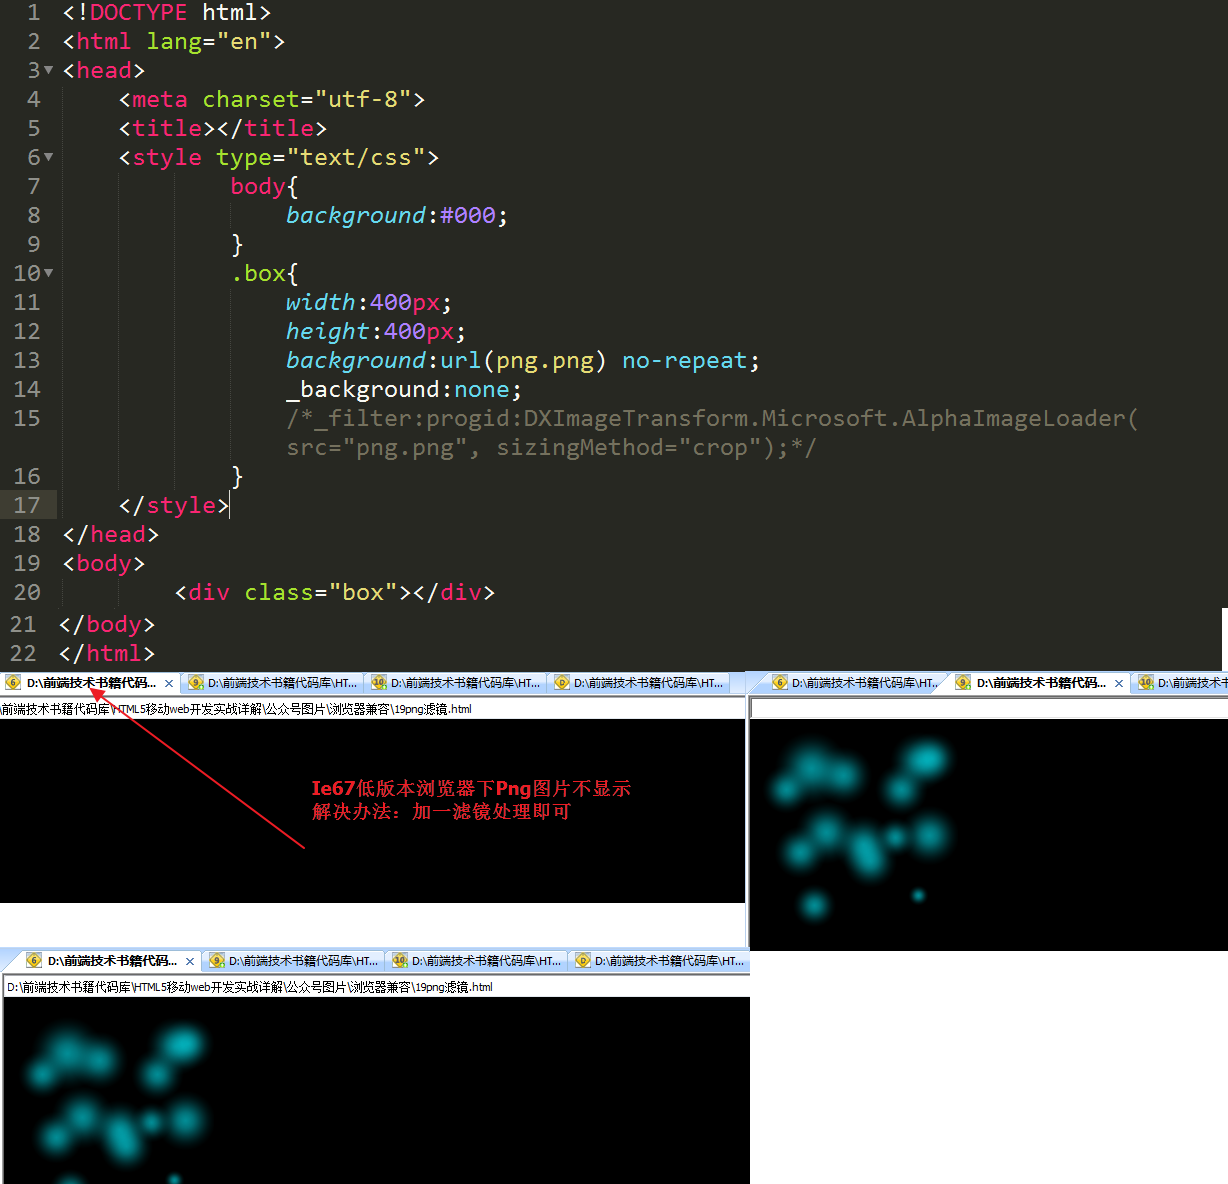 1 <!DOCTYPE html>
2 <html lang="en">
3 <head>
4 <meta charset="utf-8">
5 <title></title>
6 <style type="text/css">
7 body{
8 background:#000;
9 }
10 .box{
11 width:400px;
12 height:400px;
13 background:url(png.png) no-repeat;
14 _background:none;
15 /*_filter:progid:DXImageTransform.Microsoft.AlphaImageLoader(
src="png.png", sizingMethod="crop");*/
16 }
17 </style>
18 </head>
19 <body>
20 <div class="box"></div>
21 </body>
22 </html>
6 D:\前端技术书籍代码... × 9 D:\前端技术书籍代码库\HT... 10 D:\前端技术书籍代码库\HT... D D:\前端技术书籍代码库\HT...
6 D:\前端技术书籍代码库\HT.. 9 D:\前端技术书籍代码... × 10 D:\前端技术书
\前端技术书籍代码库\HTML5移动web开发实战详解\公众号图片\浏览器兼容\19png滤镜.html
Ie67低版本浏览器下Png图片不显示
解决办法：加一滤镜处理即可
6 D:\前端技术书籍代码... × 9 D:\前端技术书籍代码库\HT... 10 D:\前端技术书籍代码库\HT... D D:\前端技术书籍代码库\HT...
D:\前端技术书籍代码库\HTML5移动web开发实战详解\公众号图片\浏览器兼容\19png滤镜.html